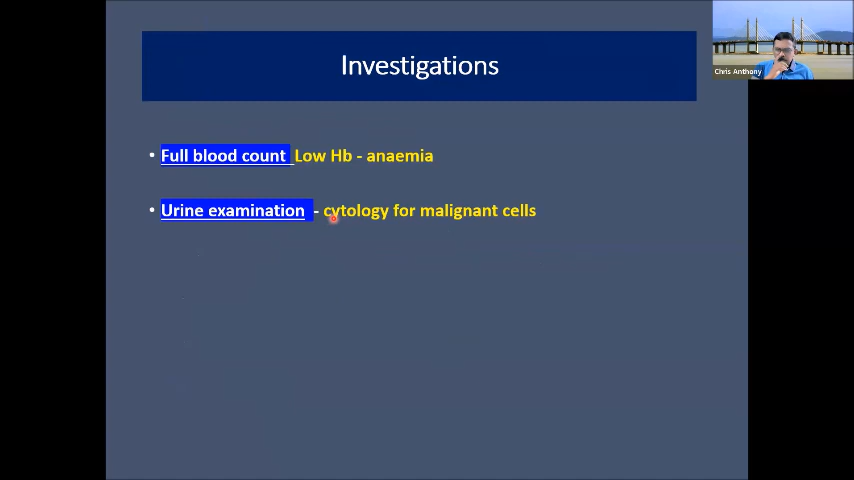 Investigations
Chris Anthony
• Full blood count Low Hb - anaemia
• Urine examination - cytology for malignant cells